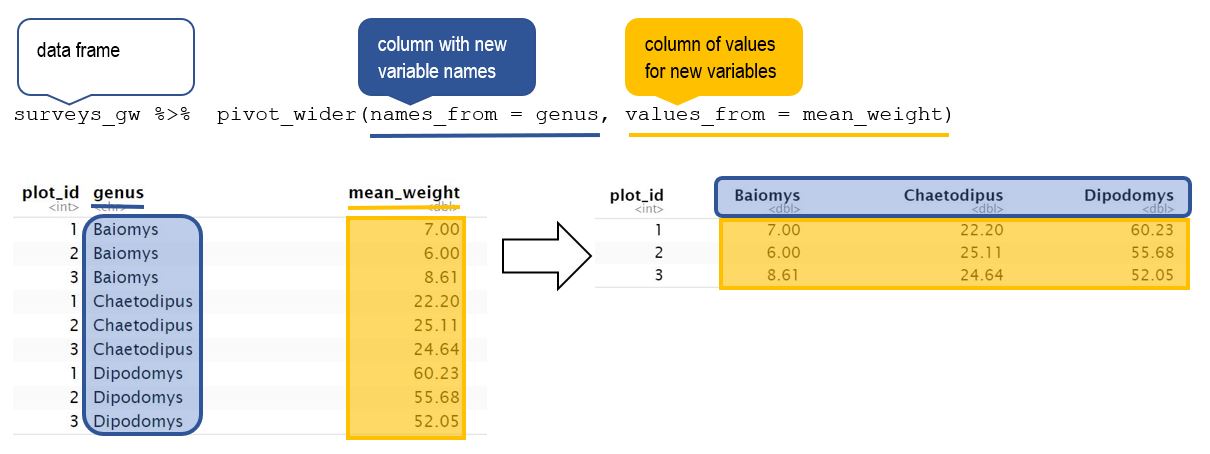 data frame
column with new
variable names
column of values
for new variables
surveys_gw %>%  pivot_wider(names_from = genus, values_from = mean_weight)
plot_id genus mean_weight
<int> <chr> <dbl>
1 Baiomys 7.00
2 Baiomys 6.00
3 Baiomys 8.61
1 Chaetodipus 22.20
2 Chaetodipus 25.11
3 Chaetodipus 24.64
1 Dipodomys 60.23
2 Dipodomys 55.68
3 Dipodomys 52.05
plot_id Baiomys Chaetodipus Dipodomys
<int> <dbl> <dbl> <dbl>
1 7.00 22.20 60.23
2 6.00 25.11 55.68
3 8.61 24.64 52.05